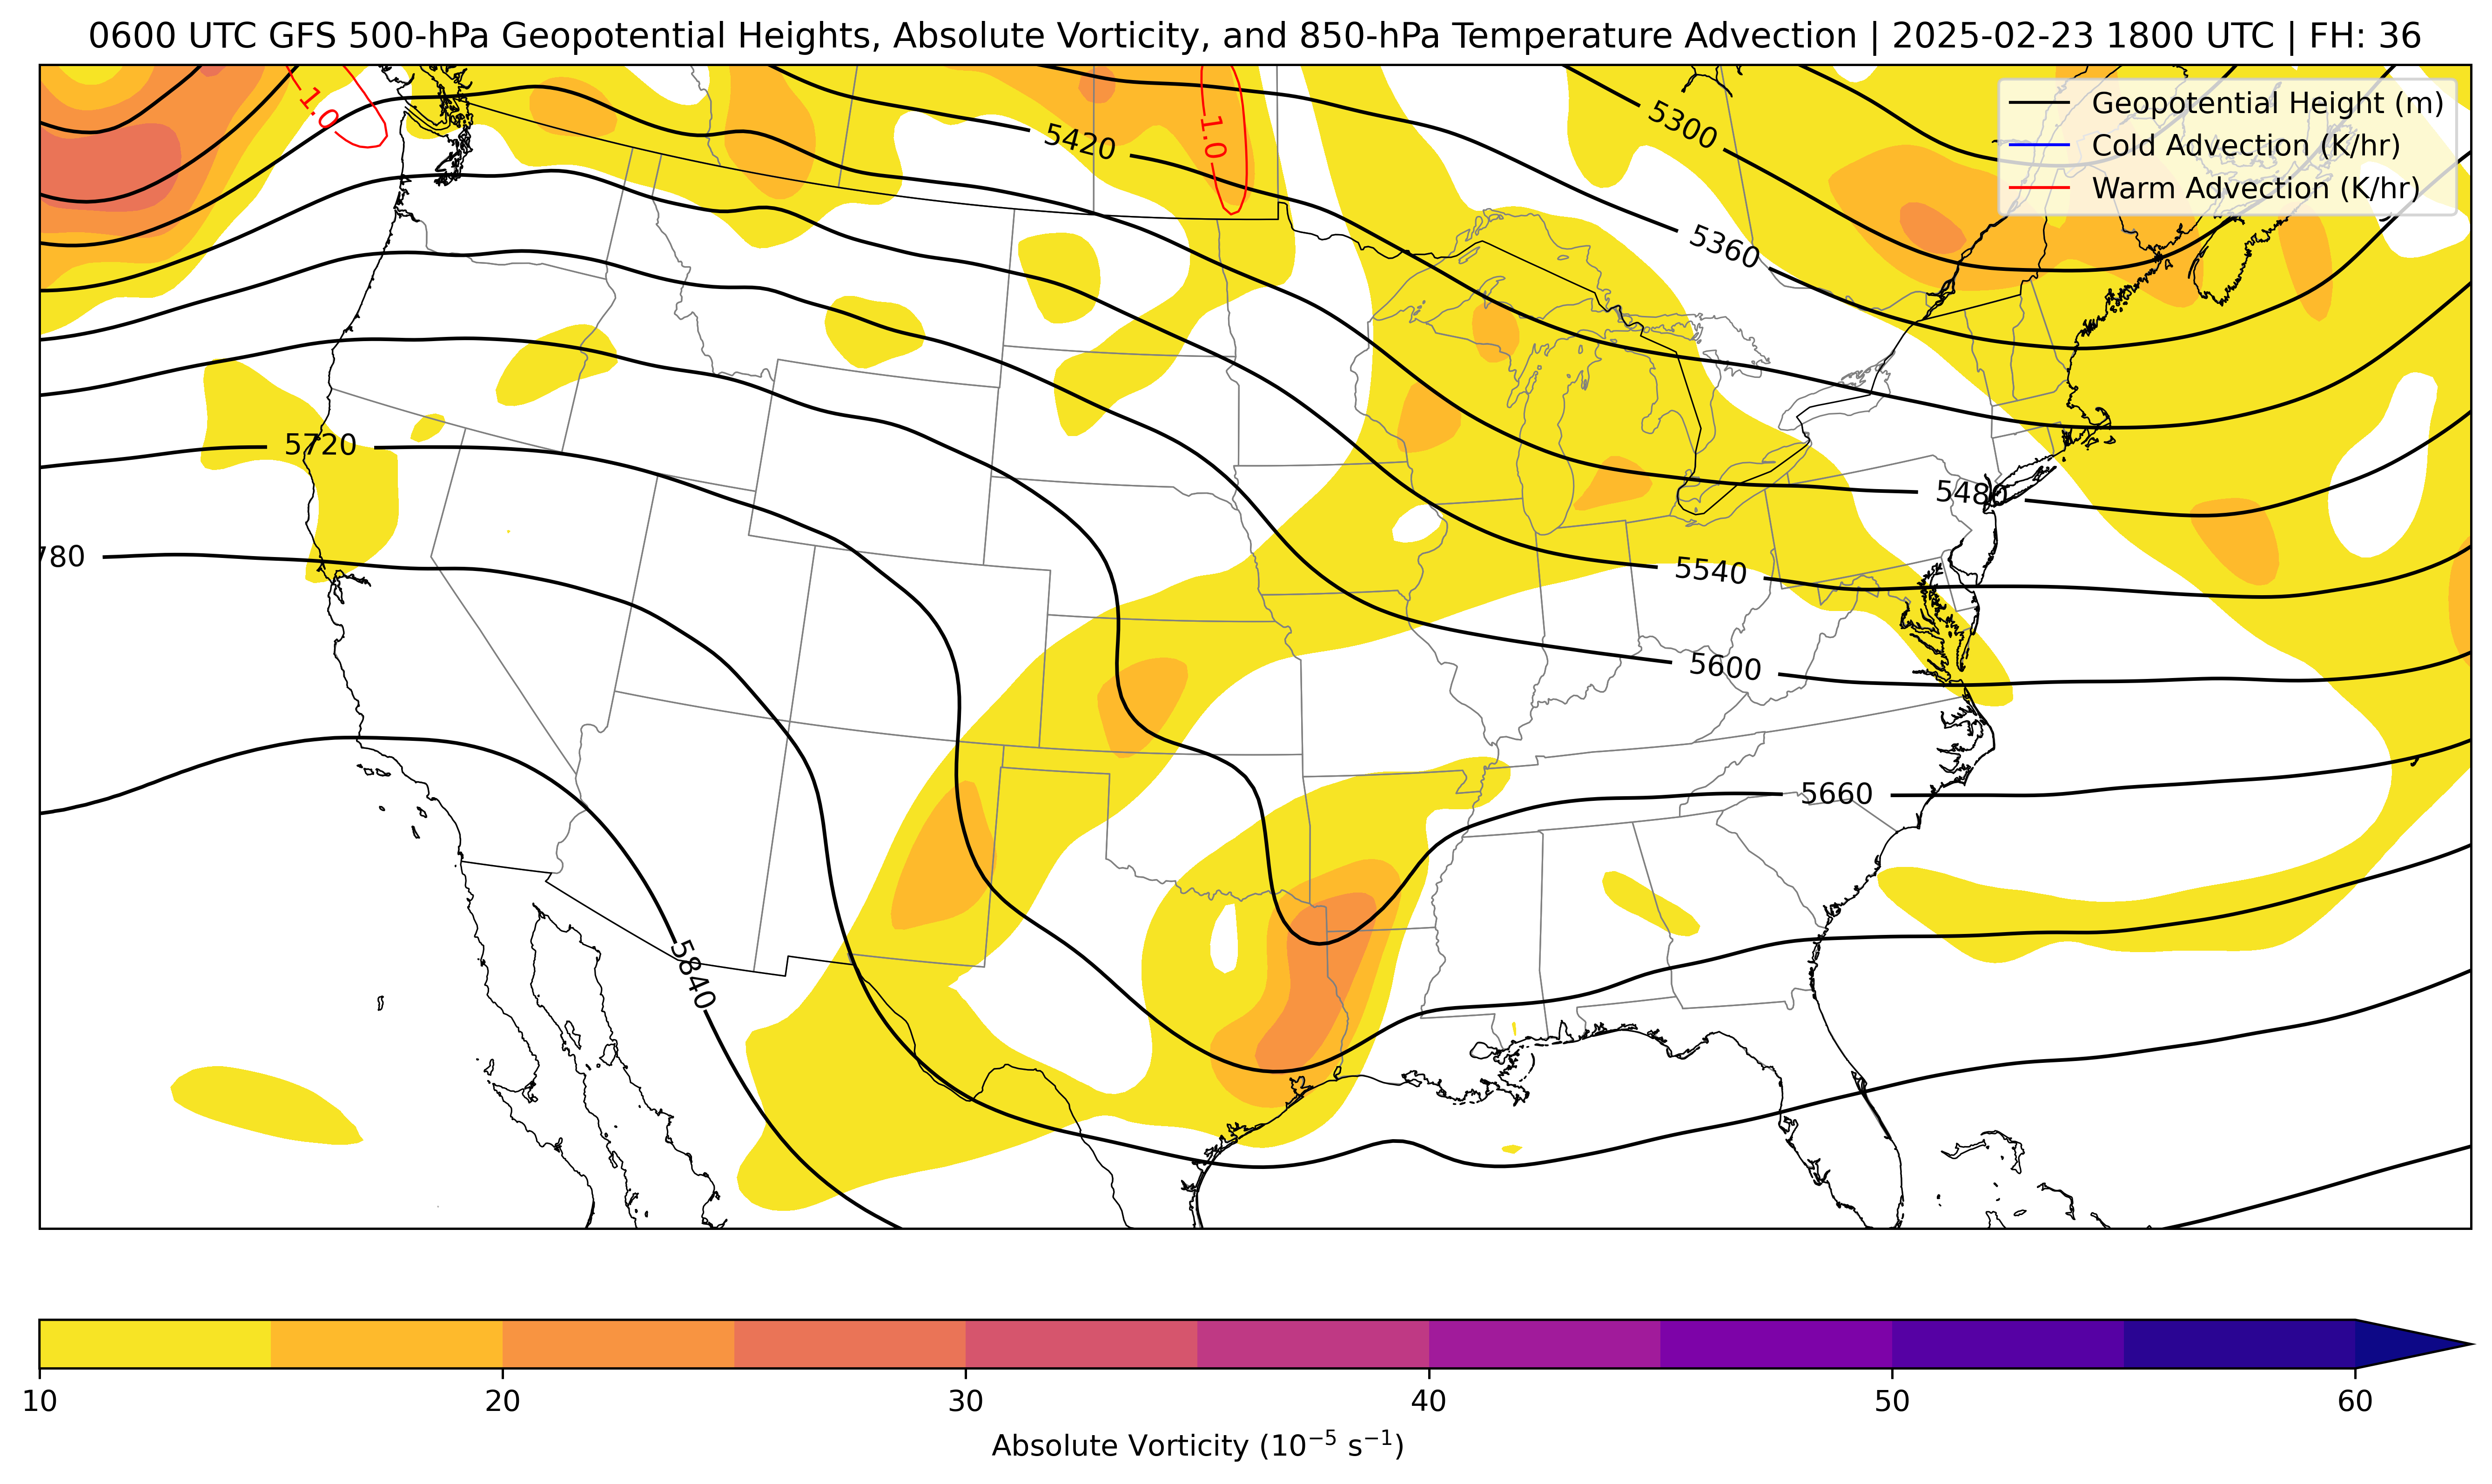 0600 UTC GFS 500-hPa Geopotential Heights, Absolute Vorticity, and 850-hPa Temperature Advection | 2025-02-23 1800 UTC | FH: 36
Geopotential Height (m)
Cold Advection (K/hr)
Warm Advection (K/hr)
1.0
1.0
5420
5300
5360
5720
5480
780
5540
5600
5660
5840
10 20 30 40 50 60
Absolute Vorticity (10⁻⁵ s⁻¹)